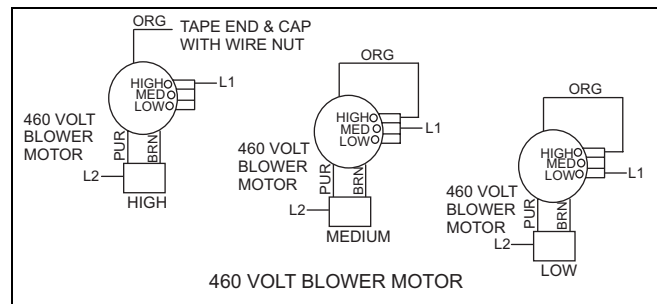 ORG
TAPE END & CAP
WITH WIRE NUT
HIGH
MED
LOW
L1
460 VOLT
BLOWER
MOTOR
PUR
BRN
L2
HIGH
ORG
HIGH
MED
LOW
L1
460 VOLT
BLOWER
MOTOR
PUR
BRN
L2
MEDIUM
ORG
HIGH
MED
LOW
L1
460 VOLT
BLOWER
MOTOR
PUR
BRN
L2
LOW
460 VOLT BLOWER MOTOR